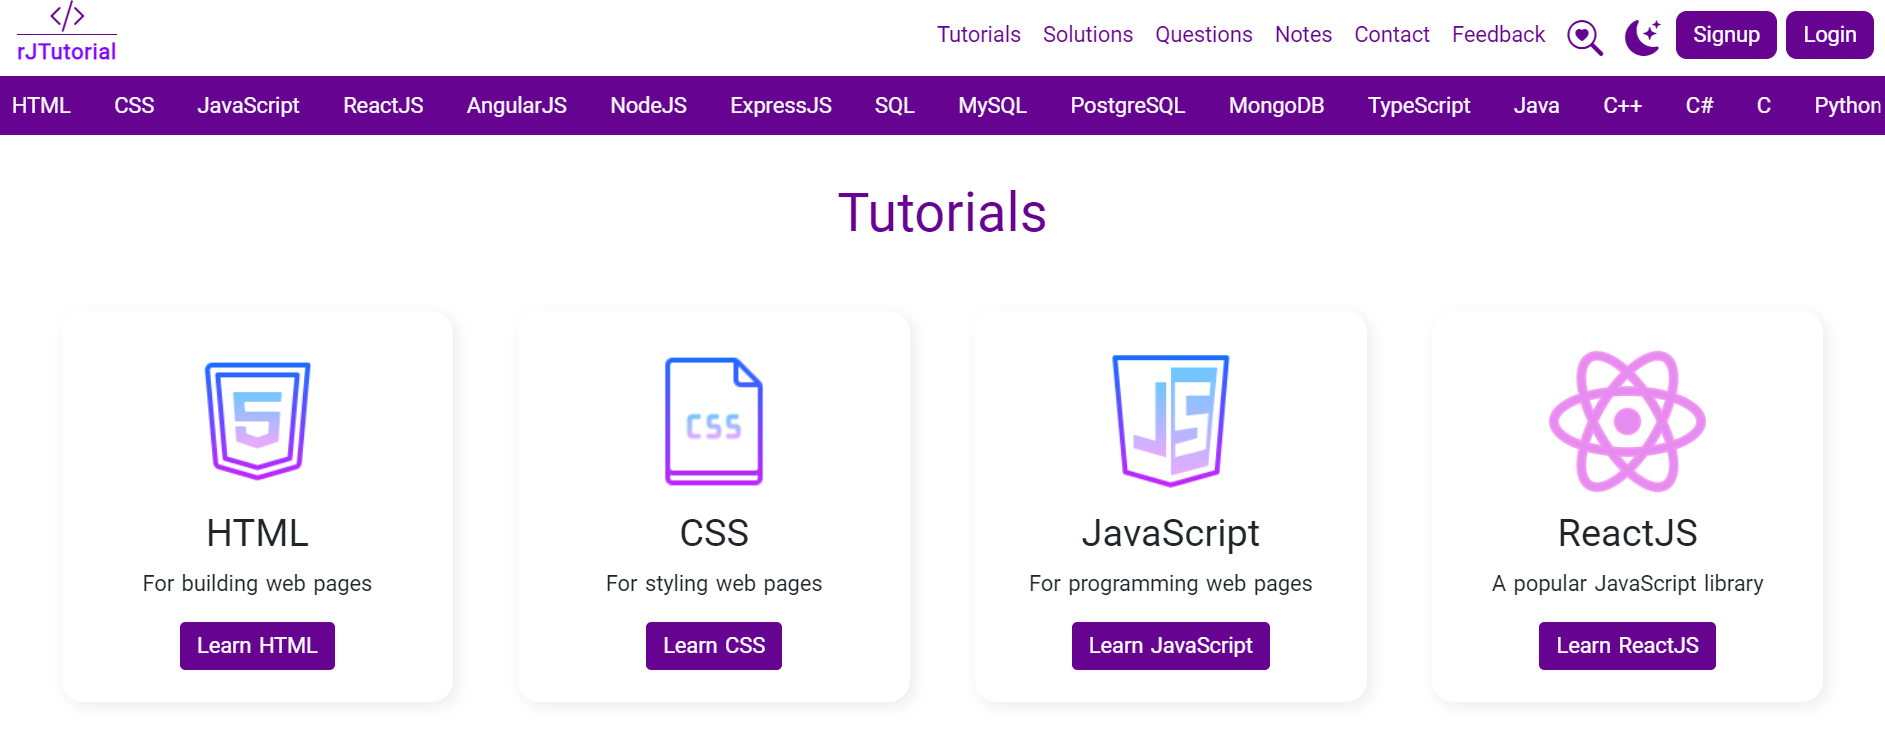 </>
rJTutorial
Tutorials Solutions Questions Notes Contact Feedback Signup Login
HTML CSS JavaScript ReactJS AngularJS NodeJS ExpressJS SQL MySQL PostgreSQL MongoDB TypeScript Java C++ C# C Python
Tutorials
5
CSS
JS
HTML
For building web pages
Learn HTML
CSS
For styling web pages
Learn CSS
JavaScript
For programming web pages
Learn JavaScript
ReactJS
A popular JavaScript library
Learn ReactJS